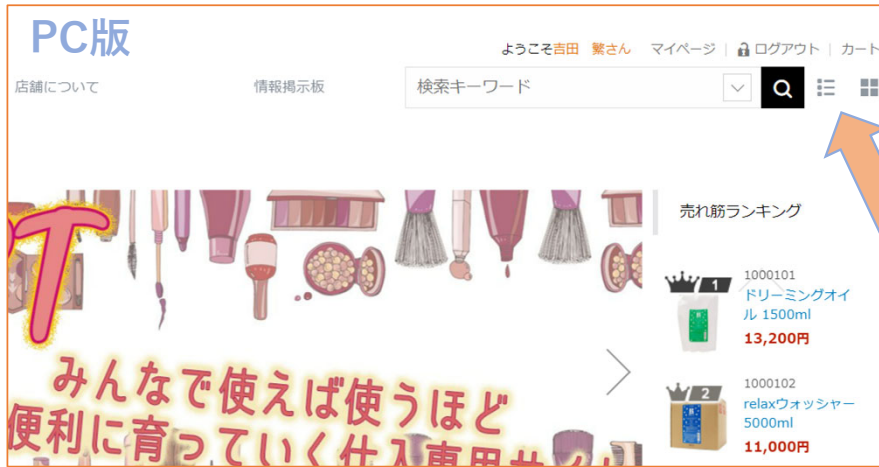 PC版
ようこそ吉田 繁さん マイページ | ログアウト | カート
店舗について 情報掲示板 検索キーワード
売れ筋ランキング
T
1
1000101
ドリーミングオイ
ル 1500ml
13,200円
みんなで使えば使うほど
便利に育っていく仕入専用サイト
2
1000102
relaxウォッシャー
5000ml
11,000円